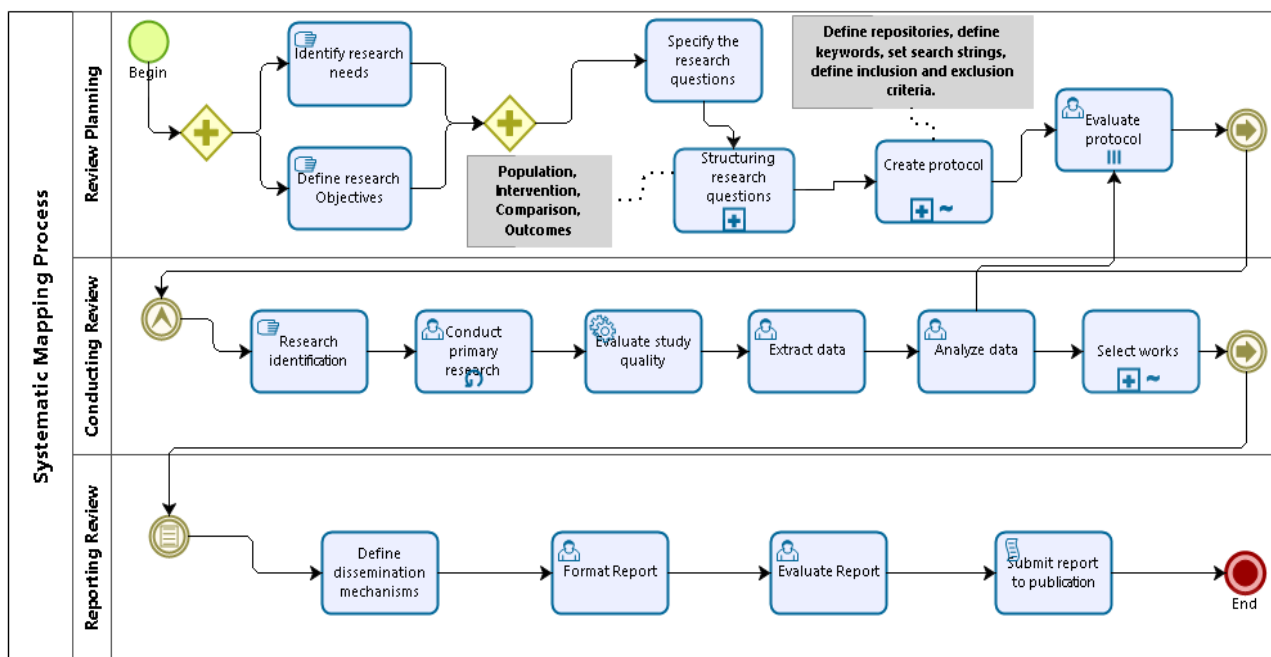 Systematic Mapping Process
Review Planning
Begin
Identify research
needs
Define research
Objectives
Population,
Intervention,
Comparison,
Outcomes
Specify the
research
questions
Structuring
research
questions
Define repositories, define
keywords, set search strings,
define inclusion and exclusion
criteria.
Create protocol
Evaluate
protocol
Conducting Review
Research
identification
Conduct
primary
research
Evaluate study
quality
Extract data
Analyze data
Select works
Reporting Review
Define
dissemination
mechanisms
Format Report
Evaluate Report
Submit report
to publication
End